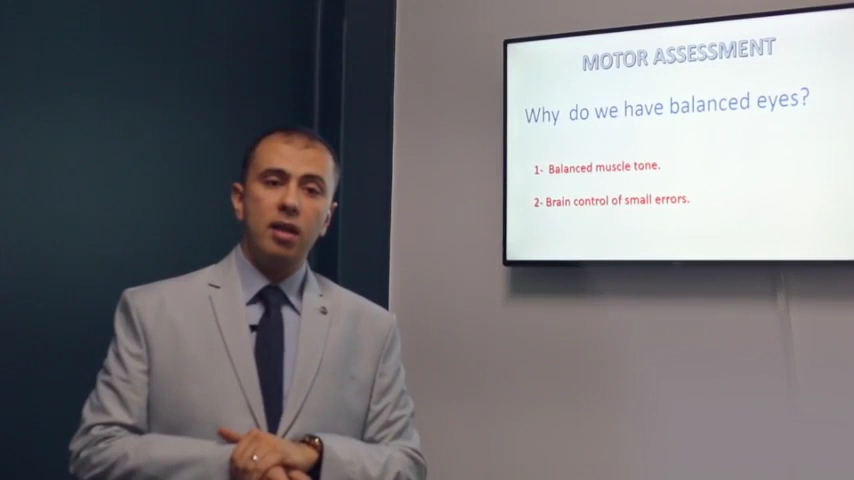 MOTOR ASSESSMENT
Why do we have balanced eyes?
1- Balanced muscle tone.
2- Brain control of small errors.